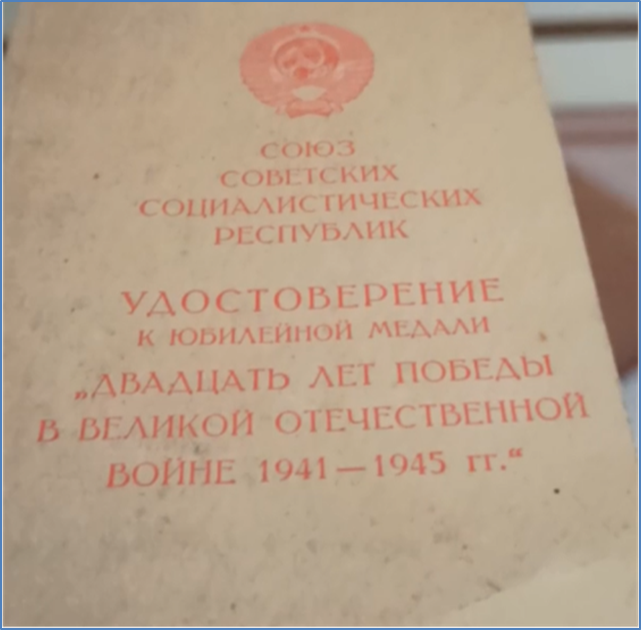 СОЮЗ
СОВЕТСКИХ
СОЦИАЛИСТИЧЕСКИХ
РЕСПУБЛИК
УДОСТОВЕРЕНИЕ
К ЮБИЛЕЙНОЙ МЕДАЛИ
„ДВАДЦАТЬ ЛЕТ ПОБЕДЫ
В ВЕЛИКОЙ ОТЕЧЕСТВЕННОЙ
ВОЙНЕ 1941—1945 гг.“